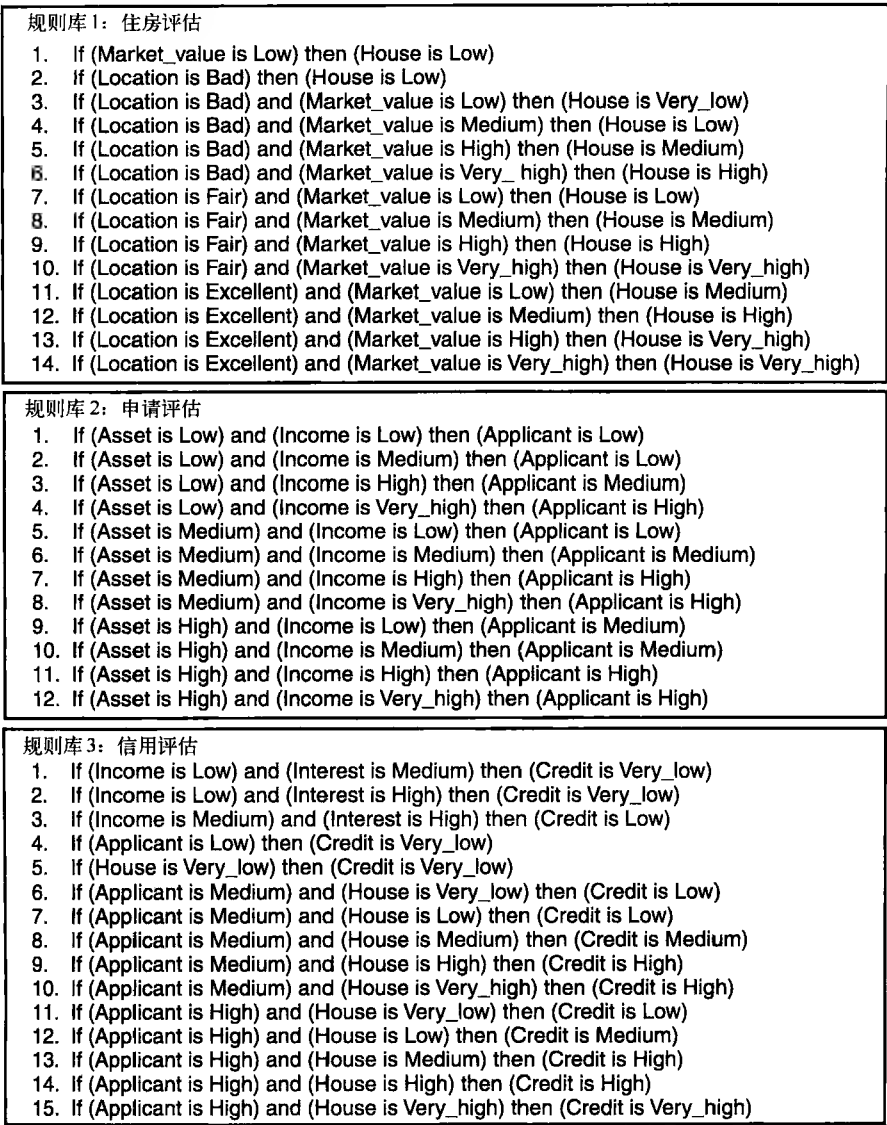 规则库1：住房评估
1. If (Market_value is Low) then (House is Low)
2. If (Location is Bad) then (House is Low)
3. If (Location is Bad) and (Market_value is Low) then (House is Very_low)
4. If (Location is Bad) and (Market_value is Medium) then (House is Low)
5. If (Location is Bad) and (Market_value is High) then (House is Medium)
6. If (Location is Bad) and (Market_value is Very_ high) then (House is High)
7. If (Location is Fair) and (Market_value is Low) then (House is Low)
8. If (Location is Fair) and (Market_value is Medium) then (House is Medium)
9. If (Location is Fair) and (Market_value is High) then (House is High)
10. If (Location is Fair) and (Market_value is Very_high) then (House is Very_high)
11. If (Location is Excellent) and (Market_value is Low) then (House is Medium)
12. If (Location is Excellent) and (Market_value is Medium) then (House is High)
13. If (Location is Excellent) and (Market_value is High) then (House is Very_high)
14. If (Location is Excellent) and (Market_value is Very_high) then (House is Very_high)
规则库2：申请评估
1. If (Asset is Low) and (Income is Low) then (Applicant is Low)
2. If (Asset is Low) and (Income is Medium) then (Applicant is Low)
3. If (Asset is Low) and (Income is High) then (Applicant is Medium)
4. If (Asset is Low) and (Income is Very_high) then (Applicant is High)
5. If (Asset is Medium) and (Income is Low) then (Applicant is Low)
6. If (Asset is Medium) and (Income is Medium) then (Applicant is Medium)
7. If (Asset is Medium) and (Income is High) then (Applicant is High)
8. If (Asset is Medium) and (Income is Very_high) then (Applicant is High)
9. If (Asset is High) and (Income is Low) then (Applicant is Medium)
10. If (Asset is High) and (Income is Medium) then (Applicant is Medium)
11. If (Asset is High) and (Income is High) then (Applicant is High)
12. If (Asset is High) and (Income is Very_high) then (Applicant is High)
规则库3：信用评估
1. If (Income is Low) and (Interest is Medium) then (Credit is Very_low)
2. If (Income is Low) and (Interest is High) then (Credit is Very_low)
3. If (Income is Medium) and (Interest is High) then (Credit is Low)
4. If (Applicant is Low) then (Credit is Very_low)
5. If (House is Very_low) then (Credit is Very_low)
6. If (Applicant is Medium) and (House is Very_low) then (Credit is Low)
7. If (Applicant is Medium) and (House is Low) then (Credit is Low)
8. If (Applicant is Medium) and (House is Medium) then (Credit is Medium)
9. If (Applicant is Medium) and (House is High) then (Credit is High)
10. If (Applicant is Medium) and (House is Very_high) then (Credit is High)
11. If (Applicant is High) and (House is Very_low) then (Credit is Low)
12. If (Applicant is High) and (House is Low) then (Credit is Medium)
13. If (Applicant is High) and (House is Medium) then (Credit is High)
14. If (Applicant is High) and (House is High) then (Credit is High)
15. If (Applicant is High) and (House is Very_high) then (Credit is Very_high)